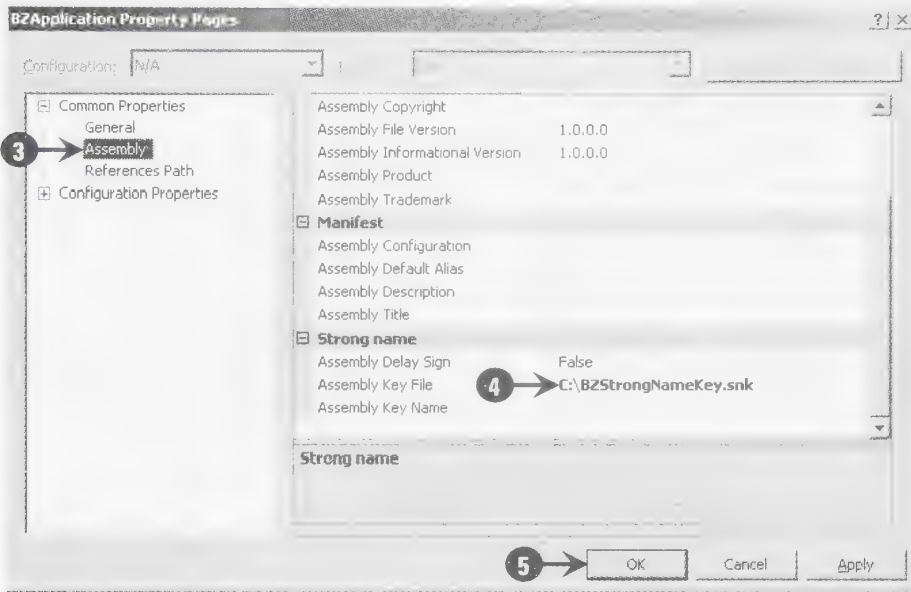 BZApplication Property Pages
? ×
Configuration: N/A
Common Properties
General
3 Assembly
References Path
Configuration Properties
Assembly Copyright
Assembly File Version 1.0.0.0
Assembly Informational Version 1.0.0.0
Assembly Product
Assembly Trademark
Manifest
Assembly Configuration
Assembly Default Alias
Assembly Description
Assembly Title
Strong name
Assembly Delay Sign False
Assembly Key File 4 C:\BZStrongNameKey.snk
Assembly Key Name
Strong name
5 OK Cancel Apply